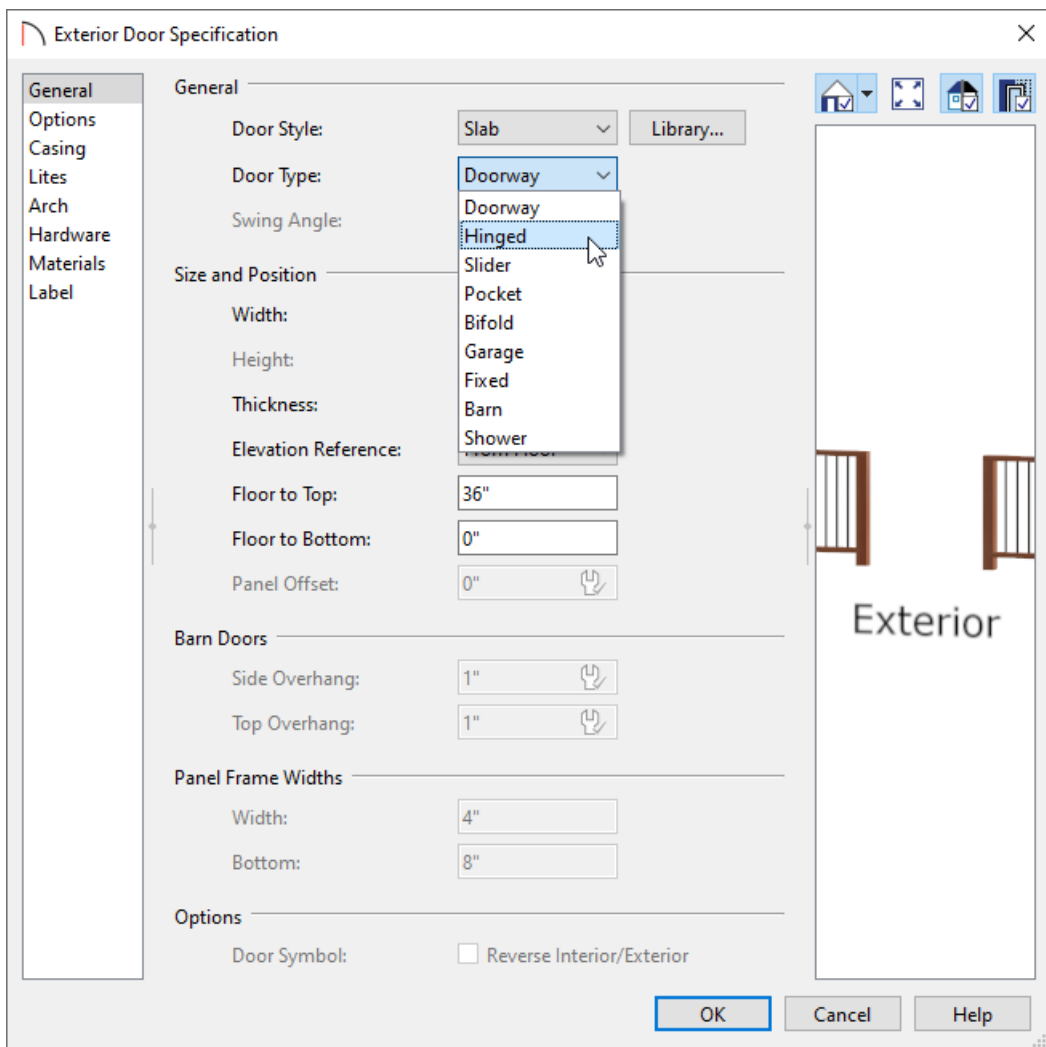 Exterior Door Specification
General
Options
Casing
Lites
Arch
Hardware
Materials
Label
General
Door Style: Slab Library...
Door Type: Doorway
Doorway
Hinged
Slider
Pocket
Bifold
Garage
Fixed
Barn
Shower
Swing Angle:
Size and Position
Width:
Height:
Thickness:
Elevation Reference:
Floor to Top: 36"
Floor to Bottom: 0"
Panel Offset: 0"
Barn Doors
Side Overhang: 1"
Top Overhang: 1"
Panel Frame Widths
Width: 4"
Bottom: 8"
Options
Door Symbol: Reverse Interior/Exterior
Exterior
OK Cancel Help